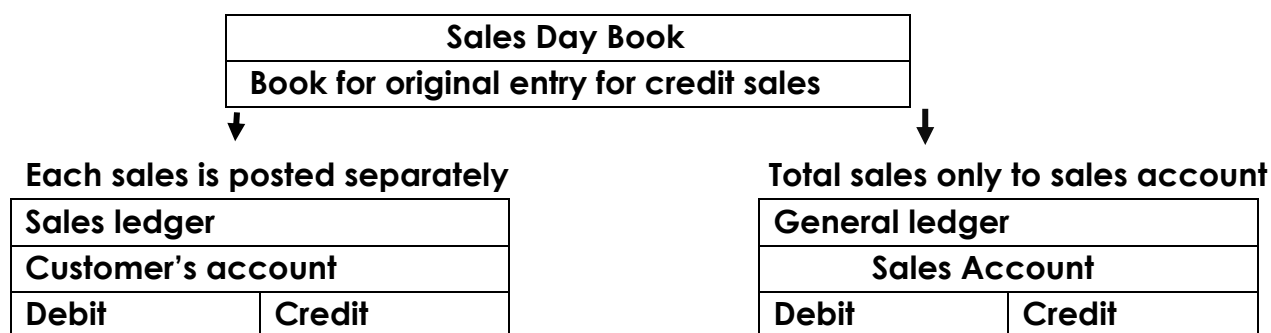 Sales Day Book
Book for original entry for credit sales
Each sales is posted separately
Total sales only to sales account
Sales ledger
General ledger
Customer's account
Sales Account
Debit
Credit
Debit
Credit